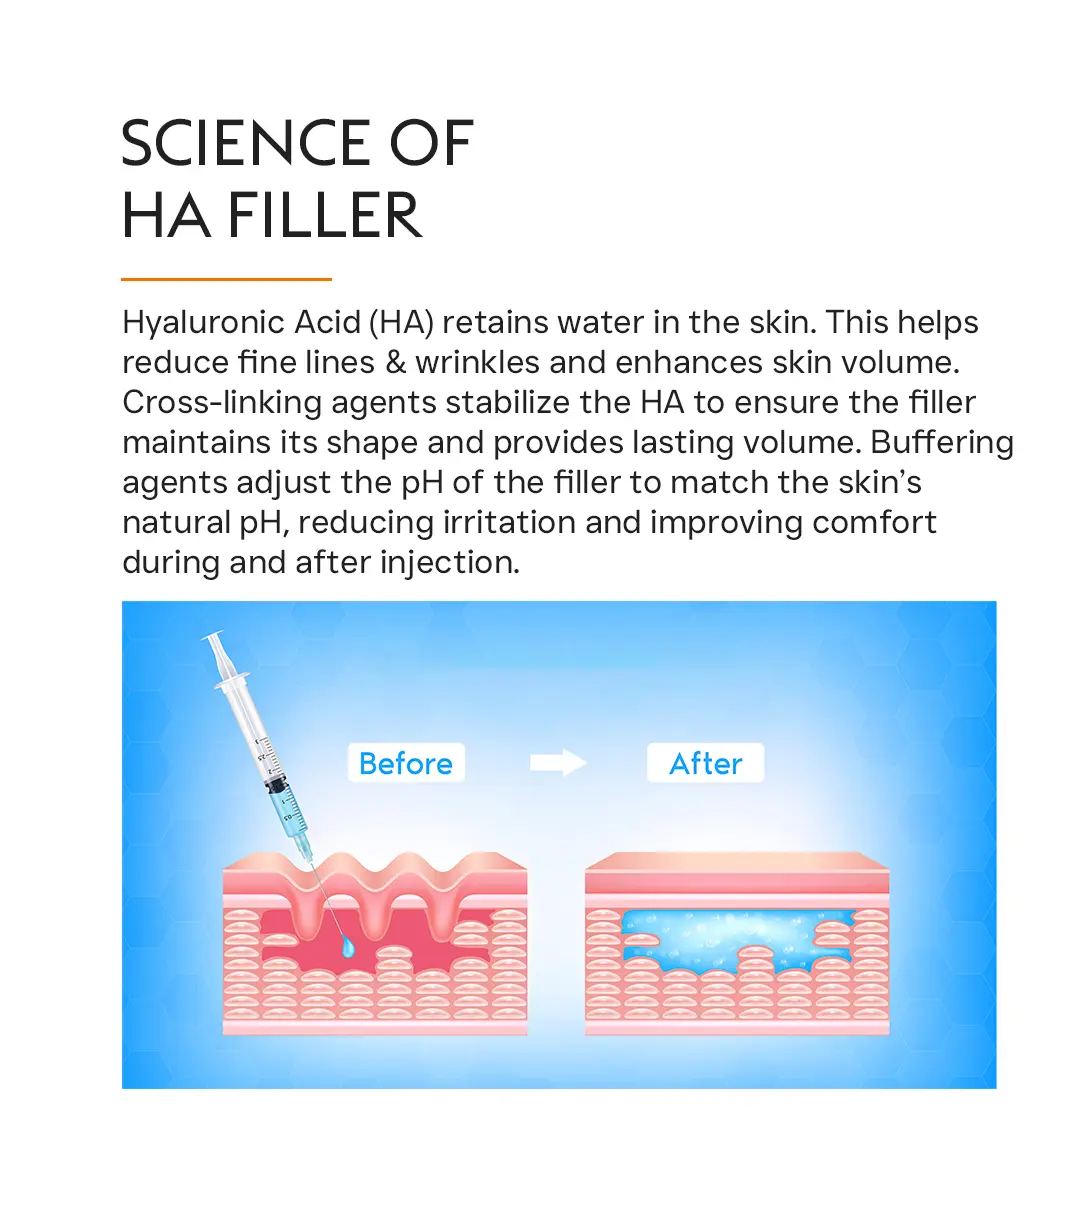 SCIENCE OF
HA FILLER
Hyaluronic Acid (HA) retains water in the skin. This helps
reduce fine lines & wrinkles and enhances skin volume.
Cross-linking agents stabilize the HA to ensure the filler
maintains its shape and provides lasting volume. Buffering
agents adjust the pH of the filler to match the skin’s
natural pH, reducing irritation and improving comfort
during and after injection.
Before
After